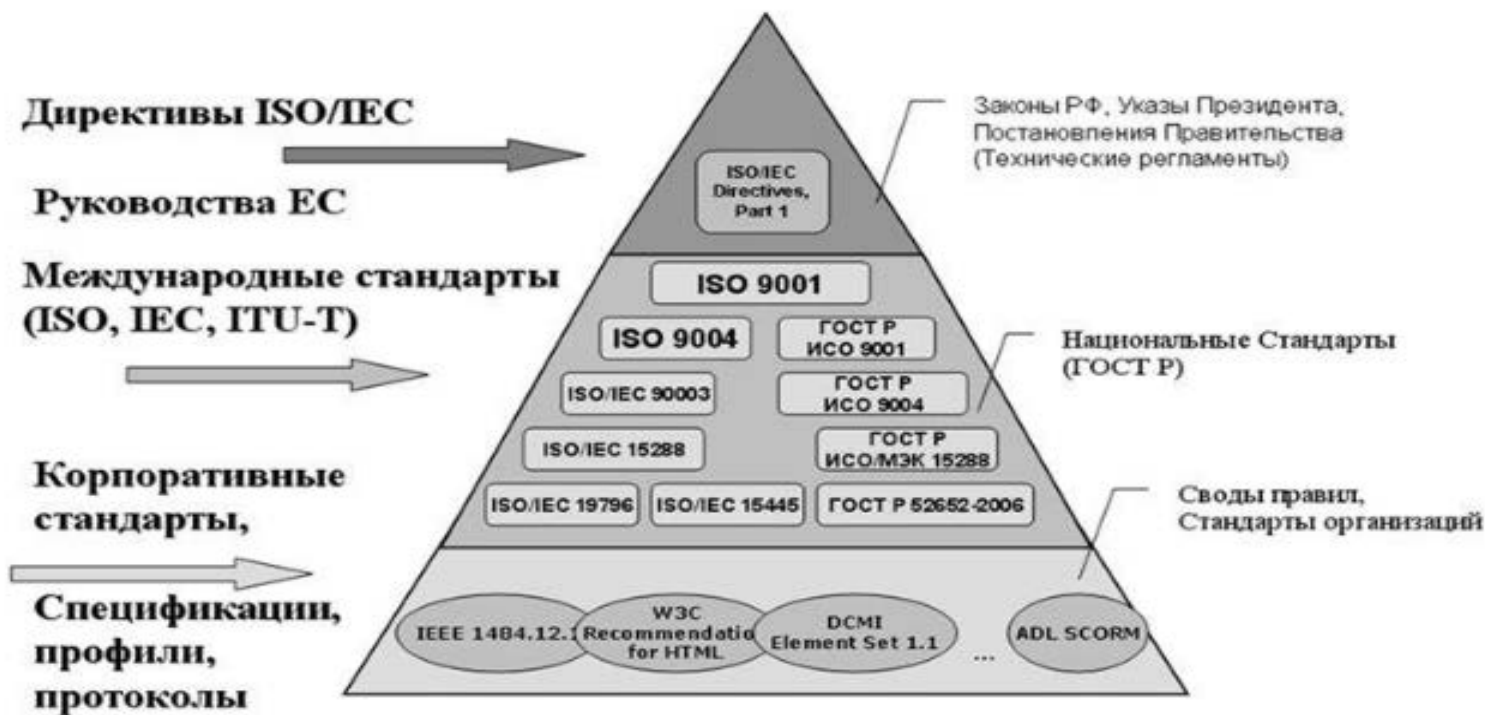 Директивы ISO/IEC
Руководства ЕС
Международные стандарты
(ISO, IEC, ITU-T)
Корпоративные
стандарты,
Спецификации,
профили,
протоколы
ISO/IEC
Directives,
Part 1
ISO 9001
ISO 9004
ГОСТ Р
ИСО 9001
ISO/IEC 90003
ГОСТ Р
ИСО 9004
ISO/IEC 15288
ГОСТ Р
ИСО/МЭК 15288
ISO/IEC 19796
ISO/IEC 15445
ГОСТ Р 52652-2006
IEEE 1484.12.1
W3C
Recommendation
for HTML
DCMI
Element Set 1.1
...
ADL SCORM
Законы РФ, Указы Президента,
Постановления Правительства
(Технические регламенты)
Национальные Стандарты
(ГОСТ Р)
Своды правил,
Стандарты организаций